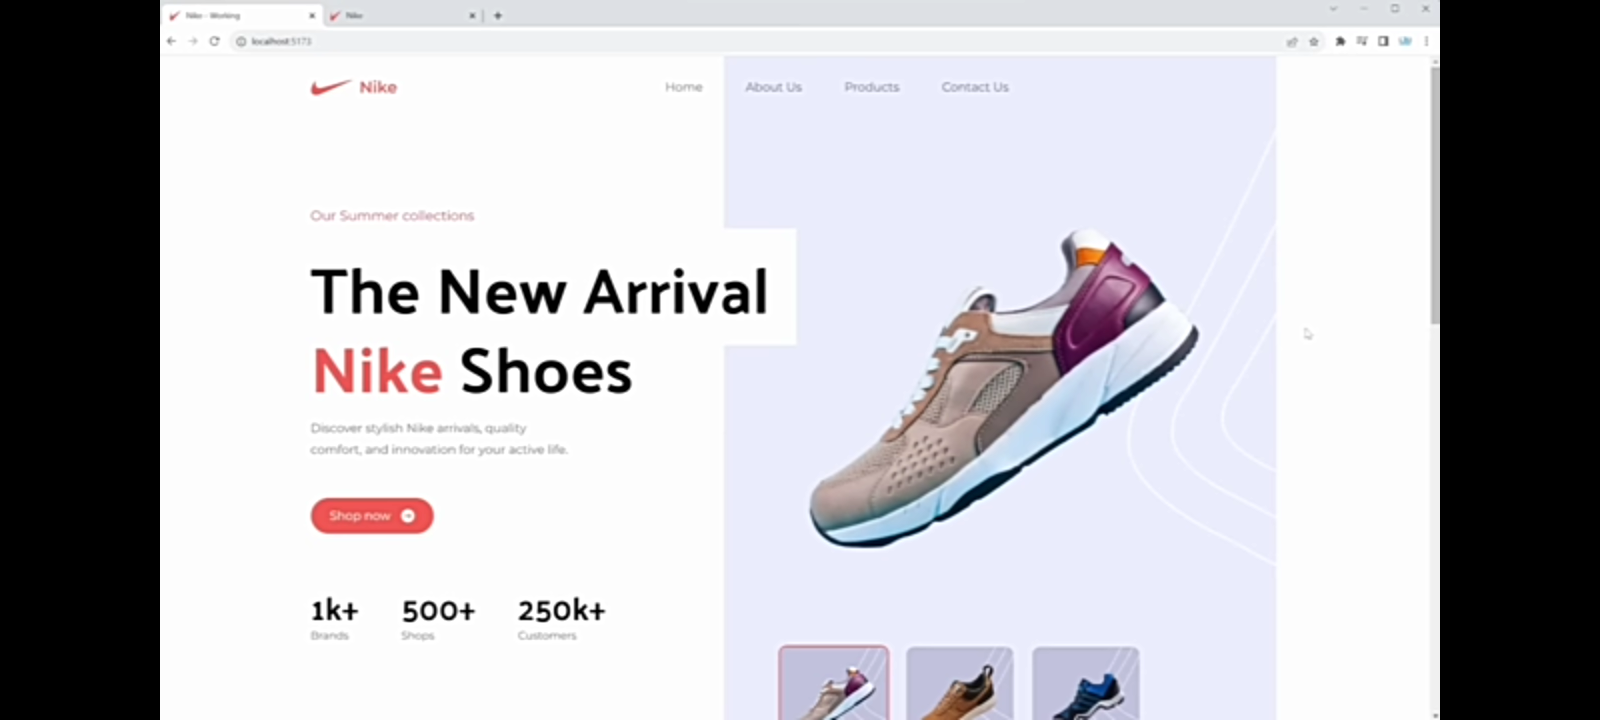 Nike - Working
Nike
localhost:5173
Nike
Home
About Us
Products
Contact Us
Our Summer collections
The New Arrival
Nike Shoes
Discover stylish Nike arrivals, quality
comfort, and innovation for your active life.
Shop now
1k+
Brands
500+
Shops
250k+
Customers